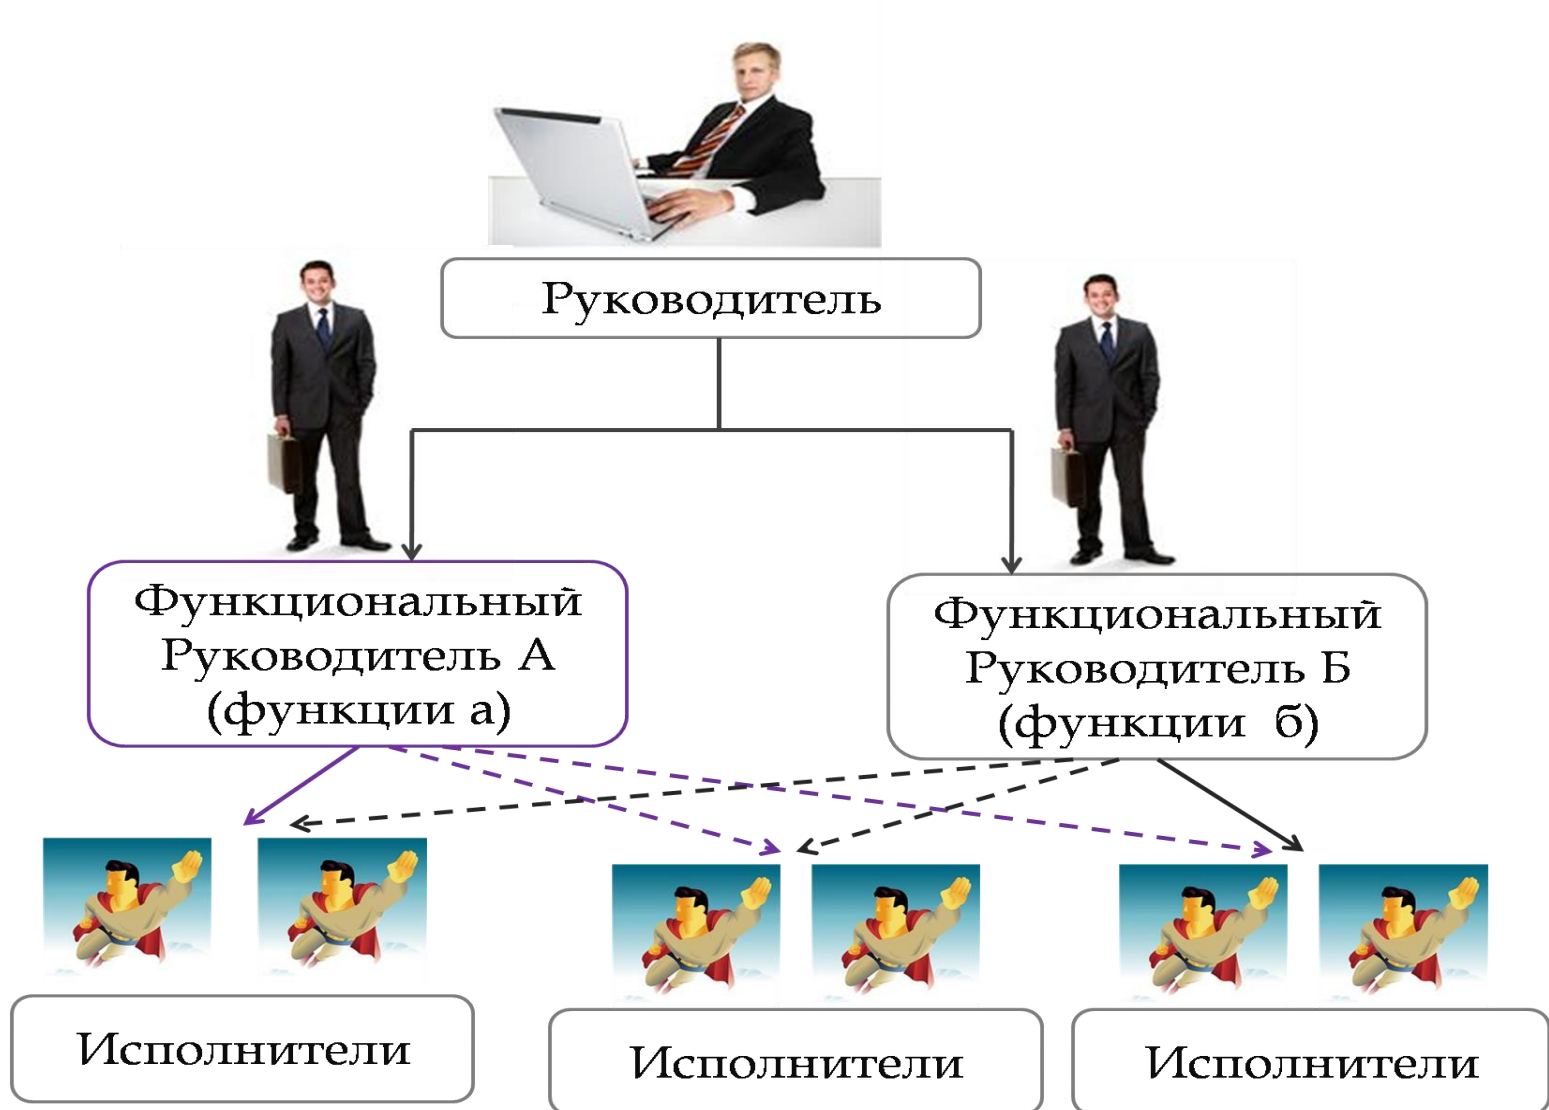 Руководитель
Функциональный
Руководитель А
(функции а)
Функциональный
Руководитель Б
(функции б)
Исполнители
Исполнители
Исполнители